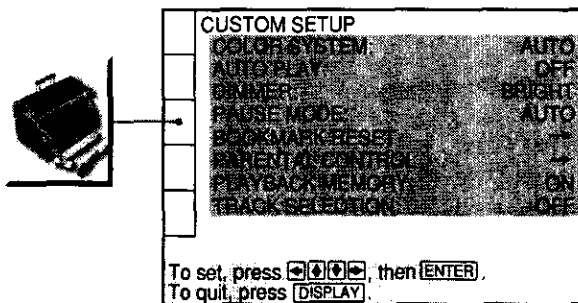 CUSTOM SETUP
COLOR SYSTEM: AUTO
AUTO PLAY: OFF
DIMMER: BRIGHT
PAUSE MODE: AUTO
BOOKMARK RESET →
PARENTAL CONTROL →
PLAYBACK MEMORY: ON
TRACK SELECTION: OFF
To set, press ← ↑ ↓ →, then ENTER.
To quit, press DISPLAY.